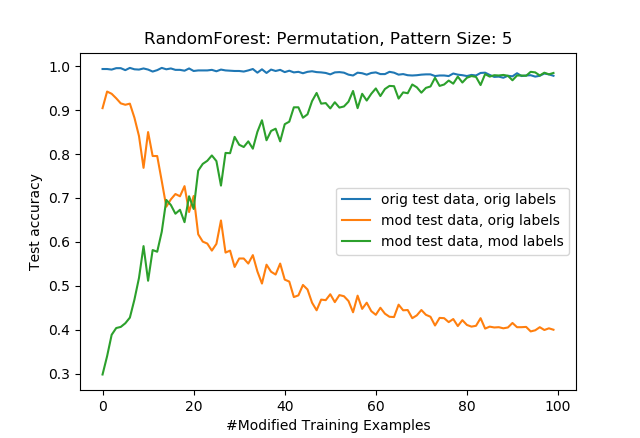 RandomForest: Permutation, Pattern Size: 5
1.0
0.9
0.8
0.7
0.6
0.5
0.4
0.3
Test accuracy
orig test data, orig labels
mod test data, orig labels
mod test data, mod labels
0 20 40 60 80 100
#Modified Training Examples